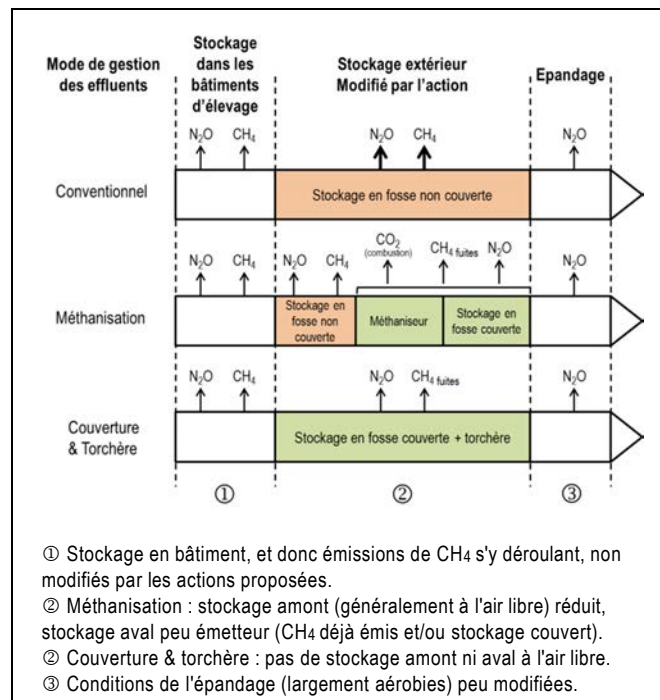 Mode de gestion
des effluents
Stockage
dans les
bâtiments
d'élevage
Stockage extérieur
Modifié par l'action
Epandage
N2O CH4 N2O CH4 N2O
Conventionnel
Stockage en fosse non couverte
N2O CH4 N2O CH4 CO2 (combustion) CH4 fuites N2O N2O
Méthanisation
Stockage en
fosse non
couverte
Méthaniseur
Stockage en
fosse couverte
N2O CH4 N2O CH4 fuites N2O
Couverture
& Torchère
Stockage en fosse couverte + torchère
① ② ③
① Stockage en bâtiment, et donc émissions de CH4 s'y déroulant, non
modifiés par les actions proposées.
② Méthanisation : stockage amont (généralement à l'air libre) réduit,
stockage aval peu émetteur (CH4 déjà émis et/ou stockage couvert).
② Couverture & torchère : pas de stockage amont ni aval à l'air libre.
③ Conditions de l'épandage (largement aérobies) peu modifiées.